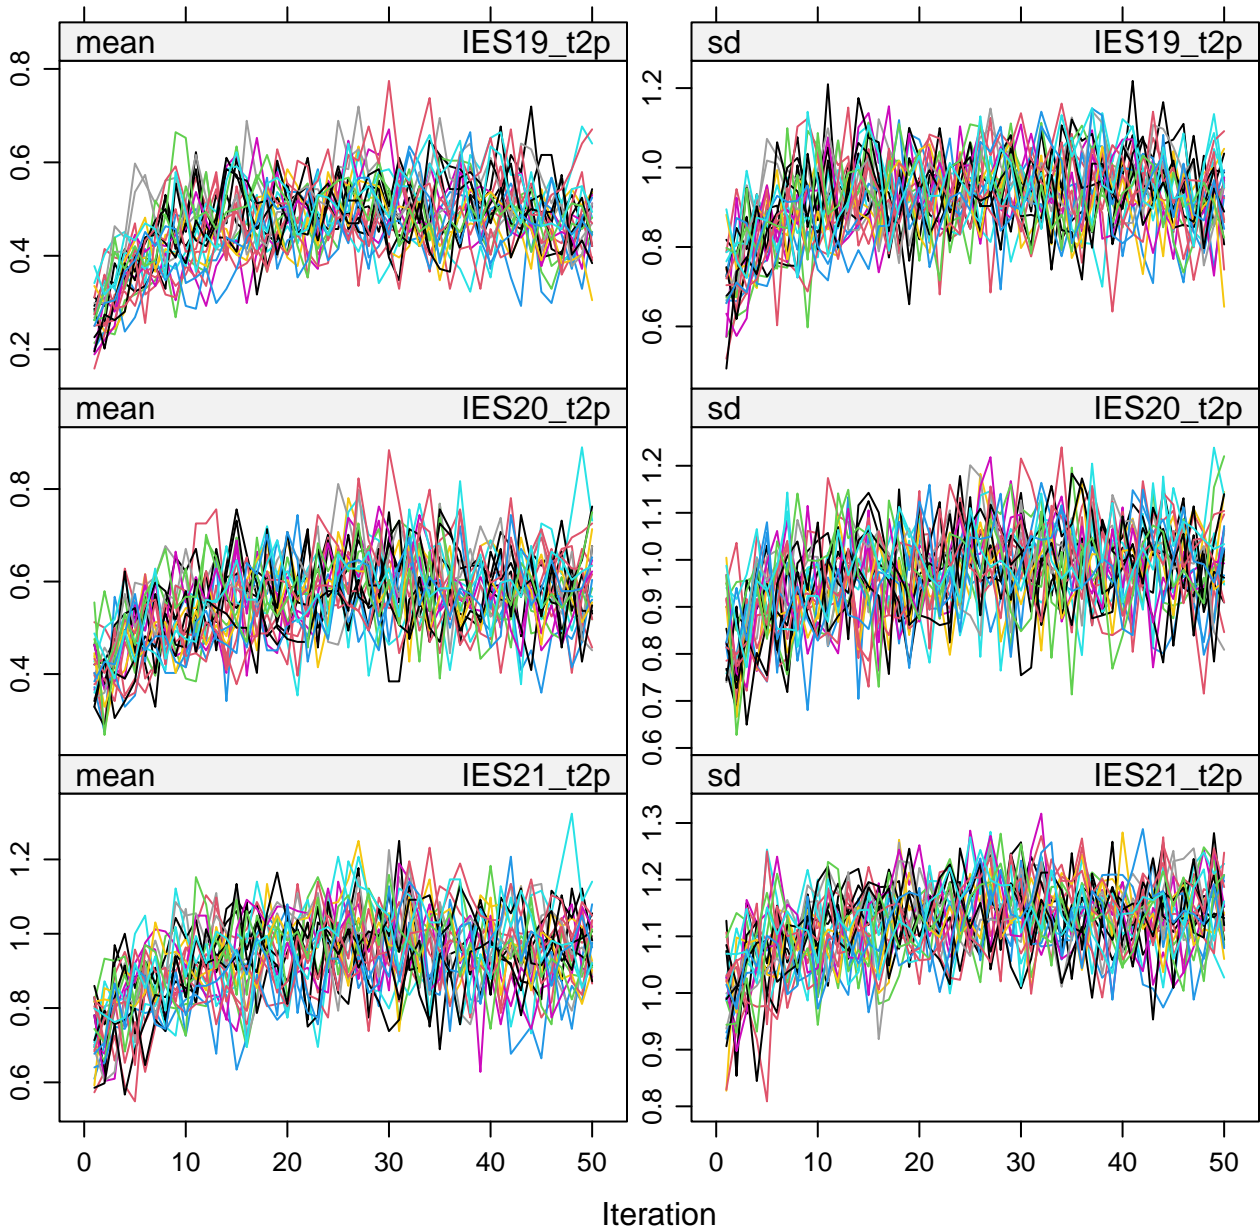 mean IES19_t2p sd IES19_t2p
0.8 0.6 0.4 0.2
1.2 1.0 0.8 0.6
mean IES20_t2p sd IES20_t2p
0.8 0.6 0.4
1.2 1.1 1.0 0.9 0.8 0.7 0.6
mean IES21_t2p sd IES21_t2p
1.2 1.0 0.8 0.6
1.3 1.2 1.1 1.0 0.9 0.8
0 10 20 30 40 50 0 10 20 30 40 50
Iteration